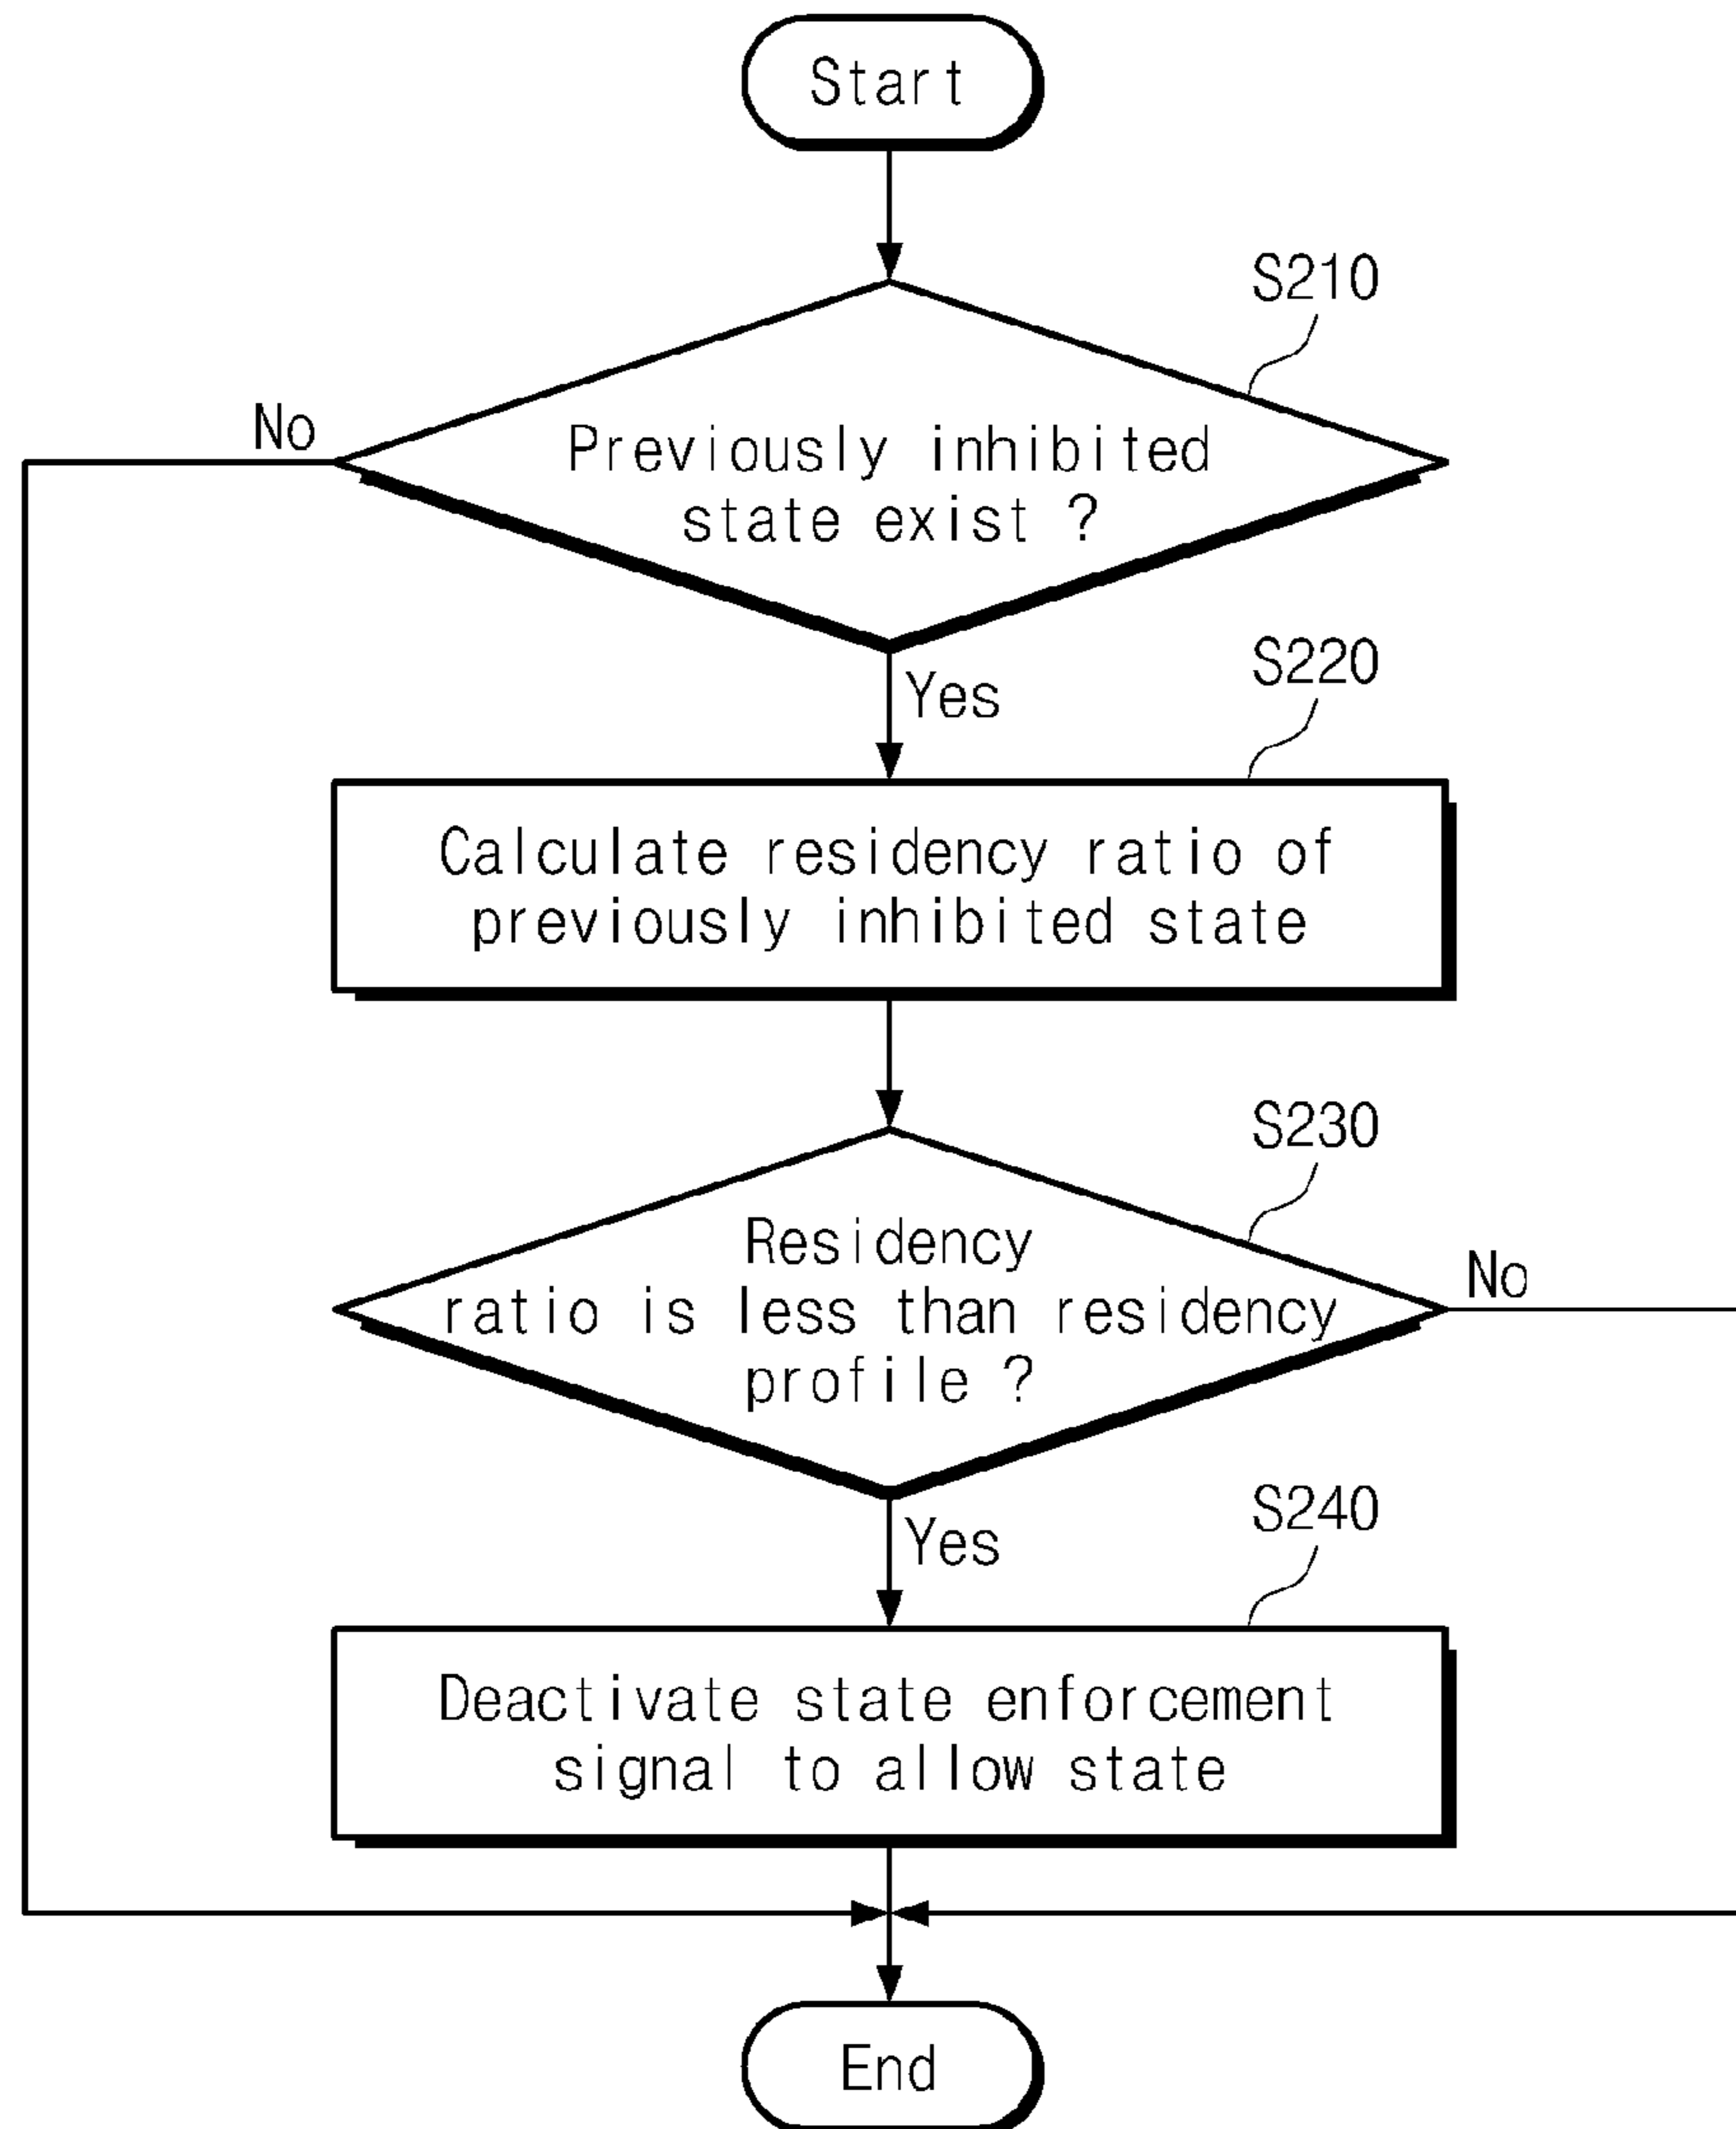 Start
S210
No
Previously inhibited
state exist ?
Yes
S220
Calculate residency ratio of
previously inhibited state
S230
Residency
ratio is less than residency
profile ?
No
Yes
S240
Deactivate state enforcement
signal to allow state
End